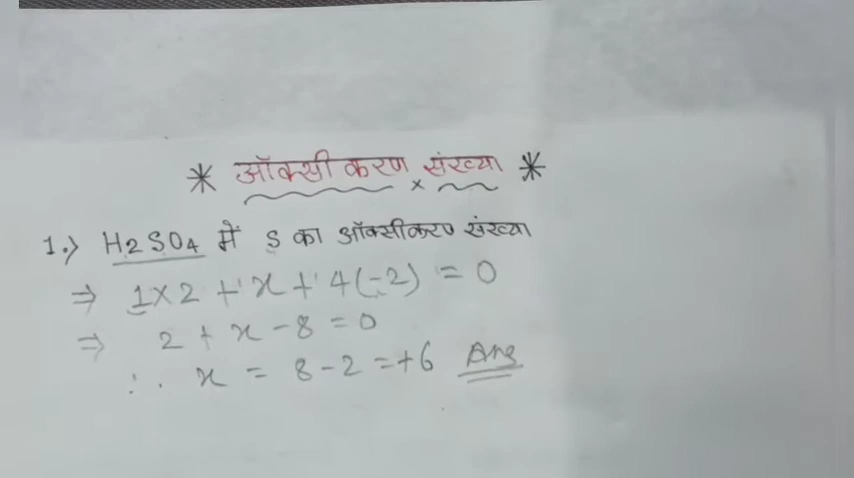 * ऑक्सीकरण संख्या *
1.) H2SO4 में S का ऑक्सीकरण संख्या
⇒ 1×2 + x + 4(-2) = 0
⇒ 2 + x - 8 = 0
∴ x = 8 - 2 = +6 Ans